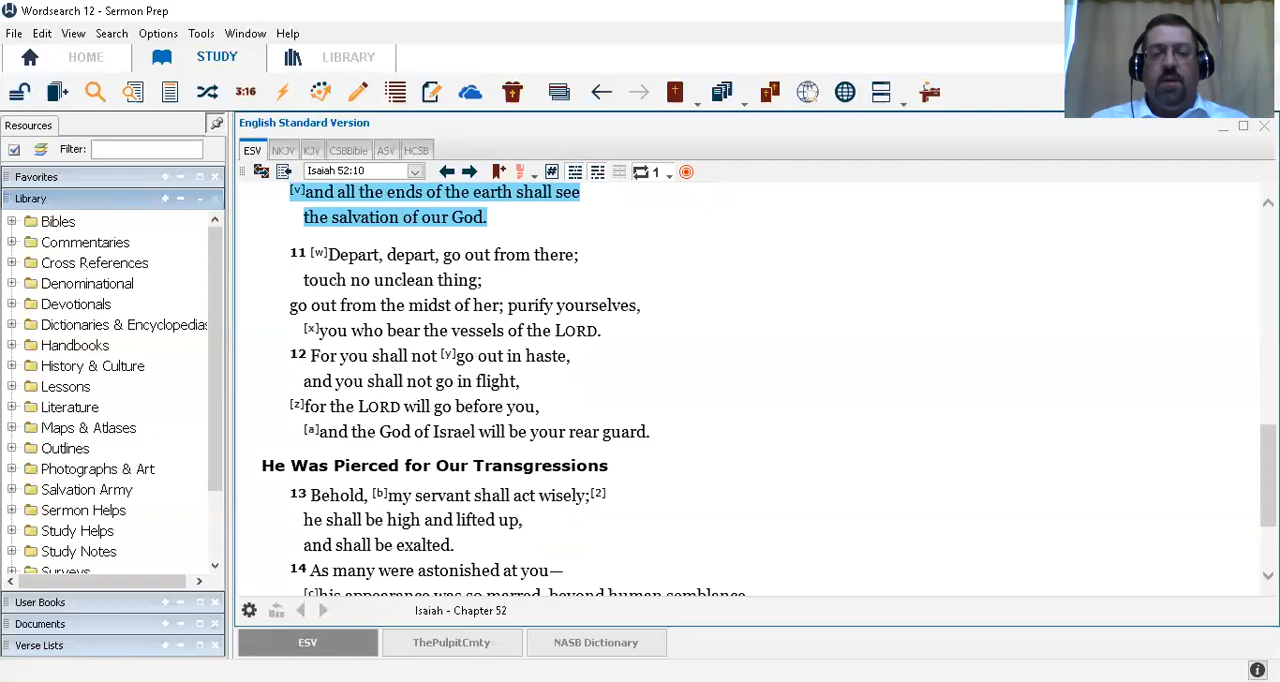 Wordsearch 12 - Sermon Prep
File Edit View Search Options Tools Window Help
HOME STUDY LIBRARY
3:16
Resources
Filter:
Favorites
Library
Bibles
Commentaries
Cross References
Denominational
Devotionals
Dictionaries & Encyclopedias
Handbooks
History & Culture
Lessons
Literature
Maps & Atlases
Outlines
Photographs & Art
Salvation Army
Sermon Helps
Study Helps
Study Notes
Surveys
User Books
Documents
Verse Lists
English Standard Version
ESV NKJV KJV CSBBible ASV HCSB
Isaiah 52:10 # 1
[v]and all the ends of the earth shall see
the salvation of our God.
11 [w]Depart, depart, go out from there;
touch no unclean thing;
go out from the midst of her; purify yourselves,
[x]you who bear the vessels of the LORD.
12 For you shall not [y]go out in haste,
and you shall not go in flight,
[z]for the LORD will go before you,
[a]and the God of Israel will be your rear guard.
He Was Pierced for Our Transgressions
13 Behold, [b]my servant shall act wisely;[2]
he shall be high and lifted up,
and shall be exalted.
14 As many were astonished at you—
[c]his appearance was so marred, beyond human semblance,
Isaiah - Chapter 52
ESV ThePulpitCmty NASB Dictionary